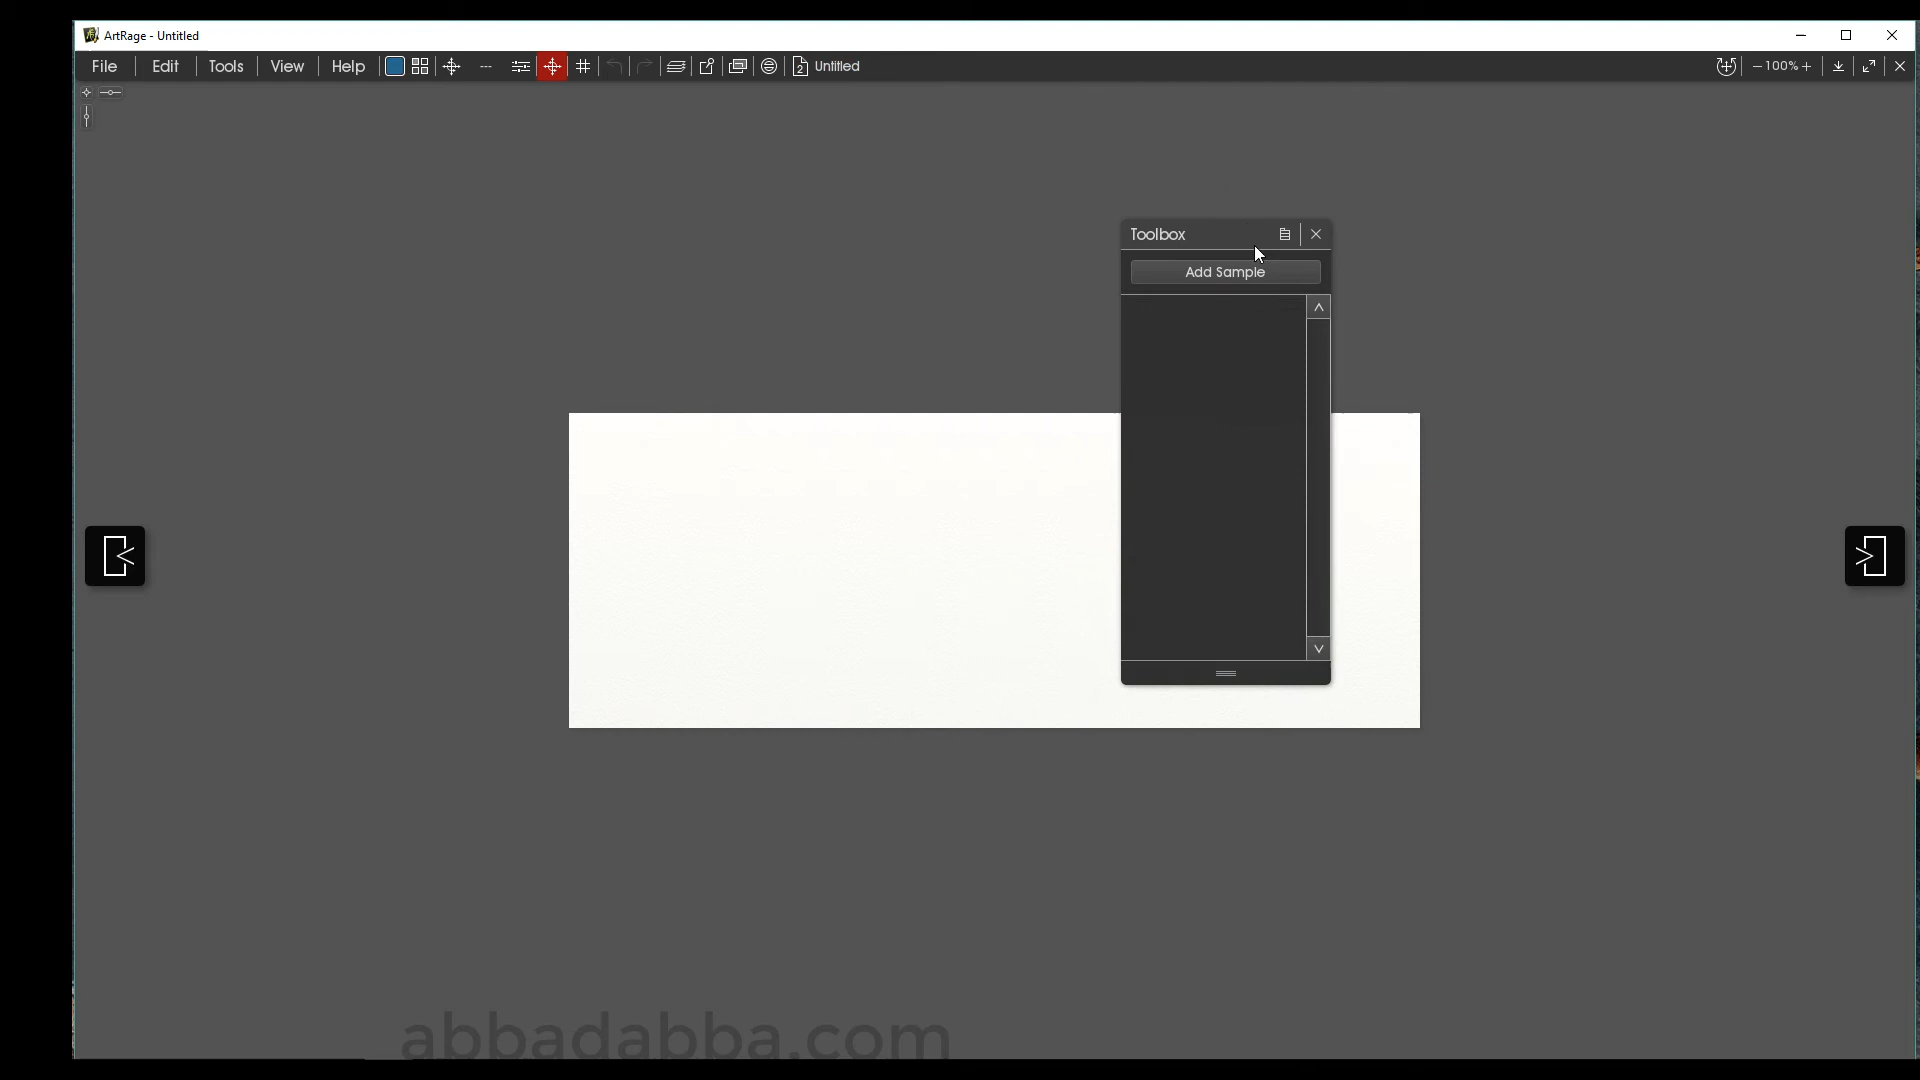 ArtRage - Untitled
File Edit Tools View Help Untitled 100%
Toolbox
Add Sample
abbadabba.com